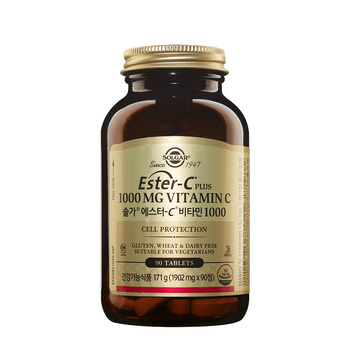 SOLGAR
Since 1947
Ester-C® PLUS
1000 MG VITAMIN C
솔가® 에스터-C® 비타민 1000
CELL PROTECTION
GLUTEN, WHEAT & DAIRY FREE
SUITABLE FOR VEGETARIANS
90 TABLETS
건강기능식품 171 g (1902 mg x 90정)